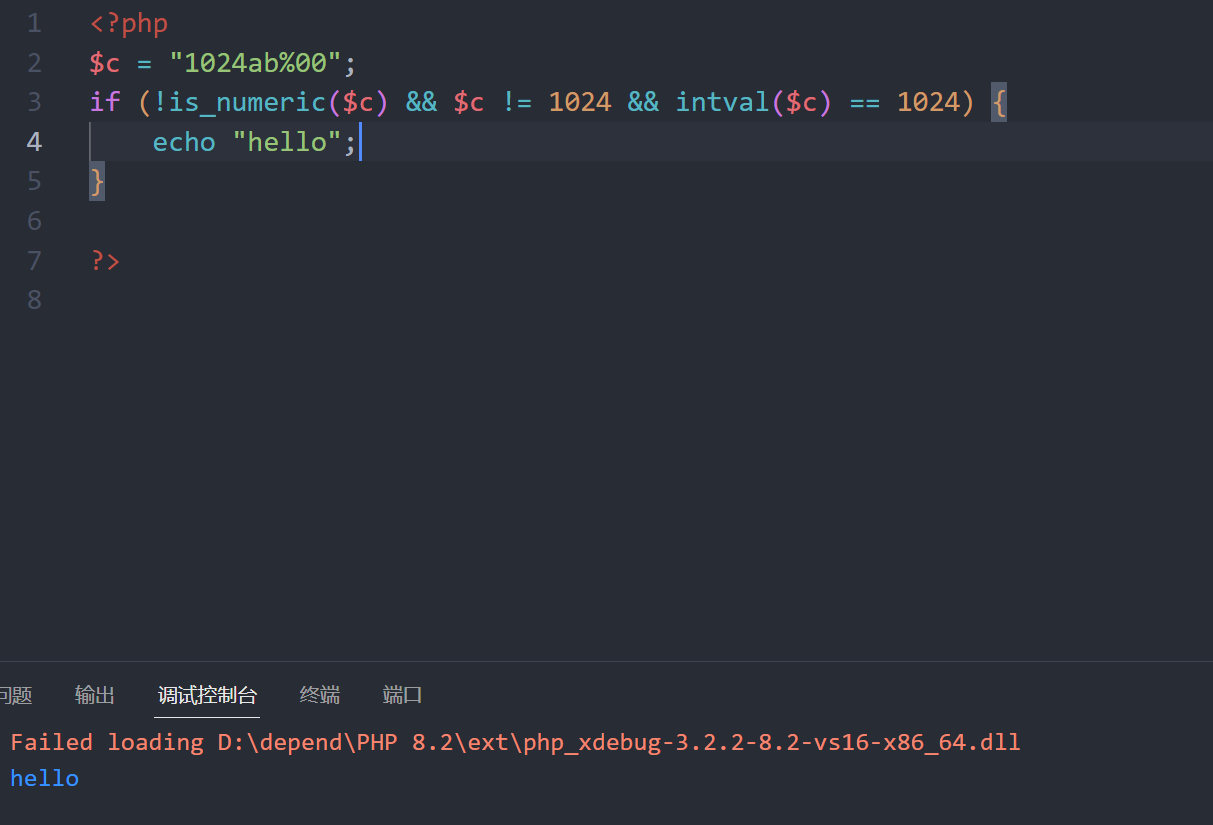 1 <?php
2 $c = "1024ab%00";
3 if (!is_numeric($c) && $c != 1024 && intval($c) == 1024) {
4 echo "hello";
5 }
6
7 ?>
8
问题 输出 调试控制台 终端 端口
Failed loading D:\depend\PHP 8.2\ext\php_xdebug-3.2.2-8.2-vs16-x86_64.dll
hello